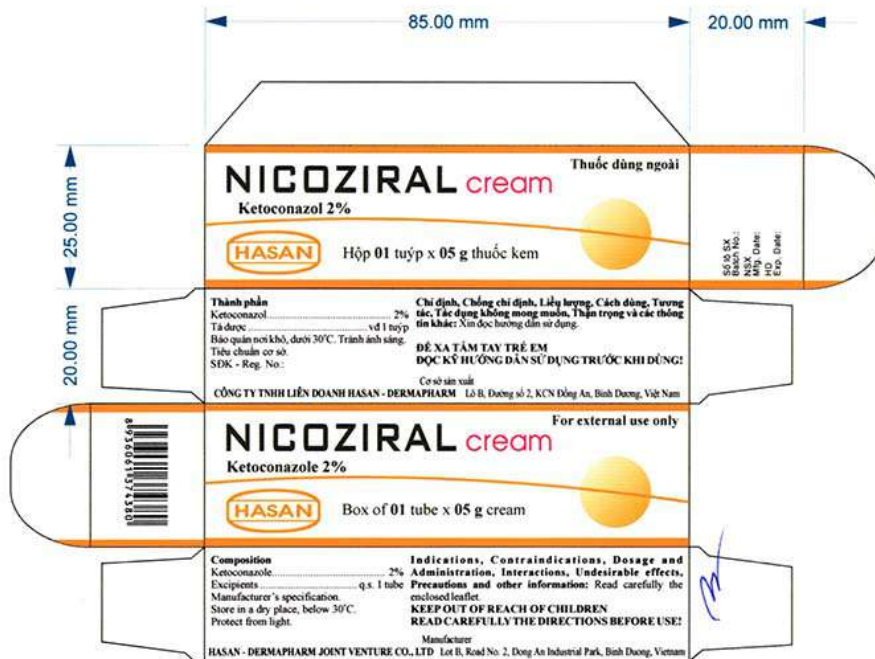 85.00 mm
20.00 mm
25.00 mm
20.00 mm
NICOZIRAL cream
Thuốc dùng ngoài
Ketoconazol 2%
HASAN
Hộp 01 tuýp x 05 g thuốc kem
Số lô SX
Batch No.:
NSX
Mfg. Date:
HD
Exp. Date:
Thành phần
Ketoconazol ........................ 2%
Tá dược ........................ vđ 1 tuýp
Bảo quản nơi khô, dưới 30°C. Tránh ánh sáng.
Tiêu chuẩn cơ sở.
SĐK - Reg. No.:
Chỉ định, Chống chỉ định, Liều lượng, Cách dùng, Tương
tác, Tác dụng không mong muốn, Thận trọng và các thông
tin khác: Xin đọc hướng dẫn sử dụng.
ĐỂ XA TẦM TAY TRẺ EM
ĐỌC KỸ HƯỚNG DẪN SỬ DỤNG TRƯỚC KHI DÙNG!
Cơ sở sản xuất
CÔNG TY TNHH LIÊN DOANH HASAN - DERMAPHARM Lô B, Đường số 2, KCN Đồng An, Bình Dương, Việt Nam
8936061374380
NICOZIRAL cream
For external use only
Ketoconazole 2%
HASAN
Box of 01 tube x 05 g cream
Composition
Ketoconazole ........................ 2%
Excipients ........................ q.s. 1 tube
Manufacturer's specification.
Store in a dry place, below 30°C.
Protect from light.
Indications, Contraindications, Dosage and
Administration, Interactions, Undesirable effects,
Precautions and other information: Read carefully the
enclosed leaflet.
KEEP OUT OF REACH OF CHILDREN
READ CAREFULLY THE DIRECTIONS BEFORE USE!
Manufacturer
HASAN - DERMAPHARM JOINT VENTURE CO., LTD Lot B, Road No. 2, Dong An Industrial Park, Binh Duong, Vietnam